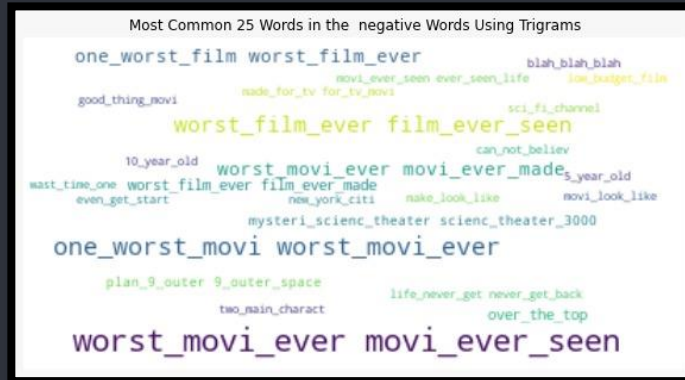 Most Common 25 Words in the  negative Words Using Trigrams
one_worst_film worst_film_ever
blah_blah_blah
movi_ever_seen ever_seen_life
low_budget_film
made_for_tv for_tv_movi
good_thing_movi
sci_fi_channel
worst_film_ever film_ever_seen
can_not_believ
10_year_old
worst_movi_ever movi_ever_made
5_year_old
wast_time_one
worst_film_ever film_ever_made
even_get_start
new_york_citi
make_look_like
movi_look_like
mysteri_scienc_theater scienc_theater_3000
one_worst_movi worst_movi_ever
plan_9_outer 9_outer_space
life_never_get never_get_back
two_main_charact
over_the_top
worst_movi_ever movi_ever_seen